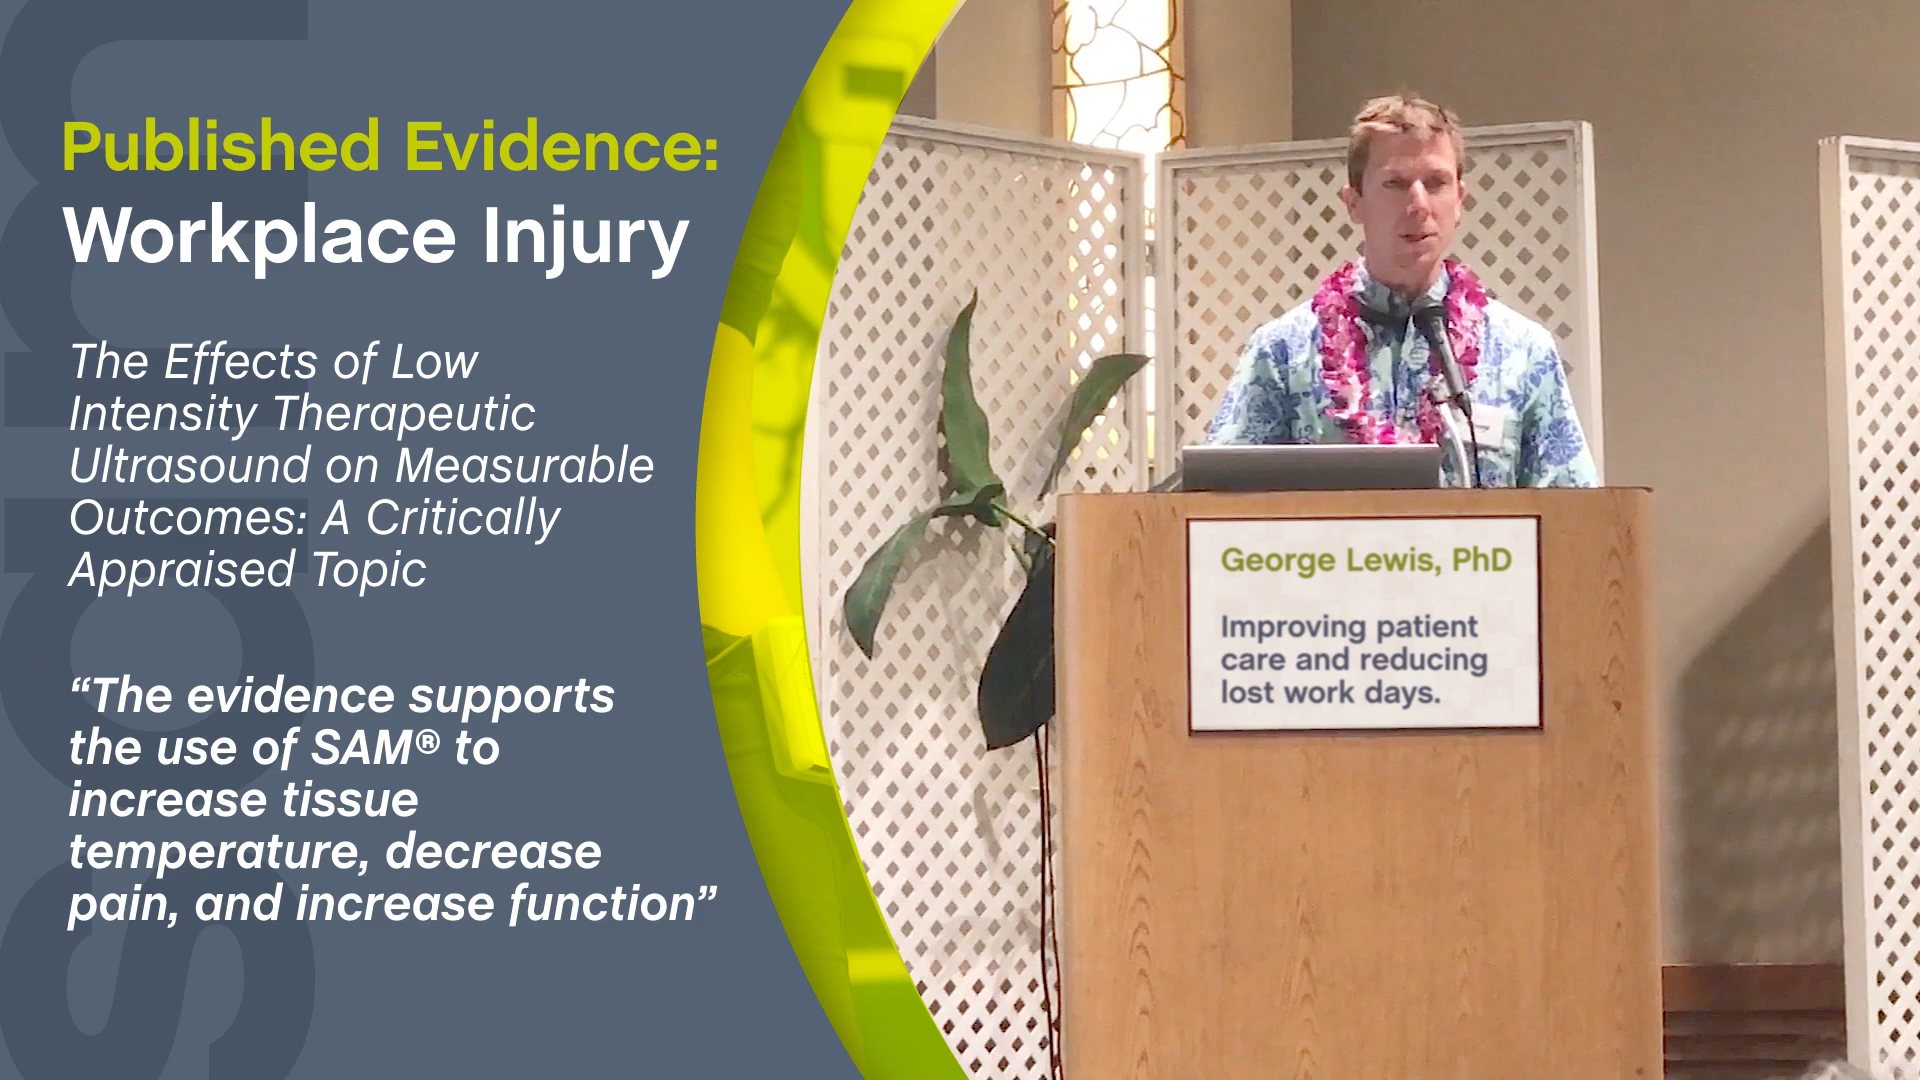 Published Evidence:
Workplace Injury
The Effects of Low
Intensity Therapeutic
Ultrasound on Measurable
Outcomes: A Critically
Appraised Topic
“The evidence supports
the use of SAM® to
increase tissue
temperature, decrease
pain, and increase function”
George Lewis, PhD
Improving patient
care and reducing
lost work days.